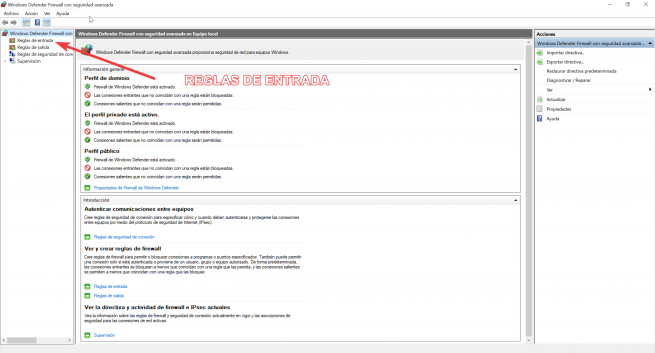 Windows Defender Firewall con seguridad avanzada
Archivo Acción Ver Ayuda
Windows Defender Firewall con
Reglas de entrada
Reglas de salida
Reglas de seguridad de con
Supervisión
Windows Defender Firewall con seguridad avanzada en Equipo local
Windows Defender Firewall con seguridad avanzada proporciona seguridad de red para equipos Windows.
REGLAS DE ENTRADA
Información general
Perfil de dominio
Firewall de Windows Defender está activado.
Las conexiones entrantes que no coincidan con una regla están bloqueadas.
Conexiones salientes que no coincidan con una regla serán permitidas.
El perfil privado está activo.
Firewall de Windows Defender está activado.
Las conexiones entrantes que no coincidan con una regla están bloqueadas.
Conexiones salientes que no coincidan con una regla serán permitidas.
Perfil público
Firewall de Windows Defender está activado.
Las conexiones entrantes que no coincidan con una regla están bloqueadas.
Conexiones salientes que no coincidan con una regla serán permitidas.
Propiedades de Firewall de Windows Defender
Introducción
Autenticar comunicaciones entre equipos
Cree reglas de seguridad de conexión para especificar cómo y cuándo deben autenticarse y protegerse las conexiones
entre equipos por medio del protocolo de seguridad de Internet (IPsec).
Reglas de seguridad de conexión
Ver y crear reglas de firewall
Cree reglas de firewall para permitir o bloquear conexiones a programas o puertos especificados. También puede permitir
una conexión solo si está autenticada o proviene de un usuario, grupo o equipo autorizado. De forma predeterminada,
las conexiones entrantes se bloquean a menos que coincidan con una regla que las permita, y las conexiones salientes
se permiten a menos que coincidan con una regla que las bloquee.
Reglas de entrada
Reglas de salida
Ver la directiva y actividad de firewall e IPsec actuales
Vea la información sobre las reglas de firewall y seguridad de conexión actualmente en vigor y las asociaciones de
seguridad para las conexiones de red activas.
Supervisión
Acciones
Windows Defender Firewall con seguridad avanzada ...
Importar directiva...
Exportar directiva...
Restaurar directiva predeterminada
Diagnosticar / Reparar
Ver
Actualizar
Propiedades
Ayuda